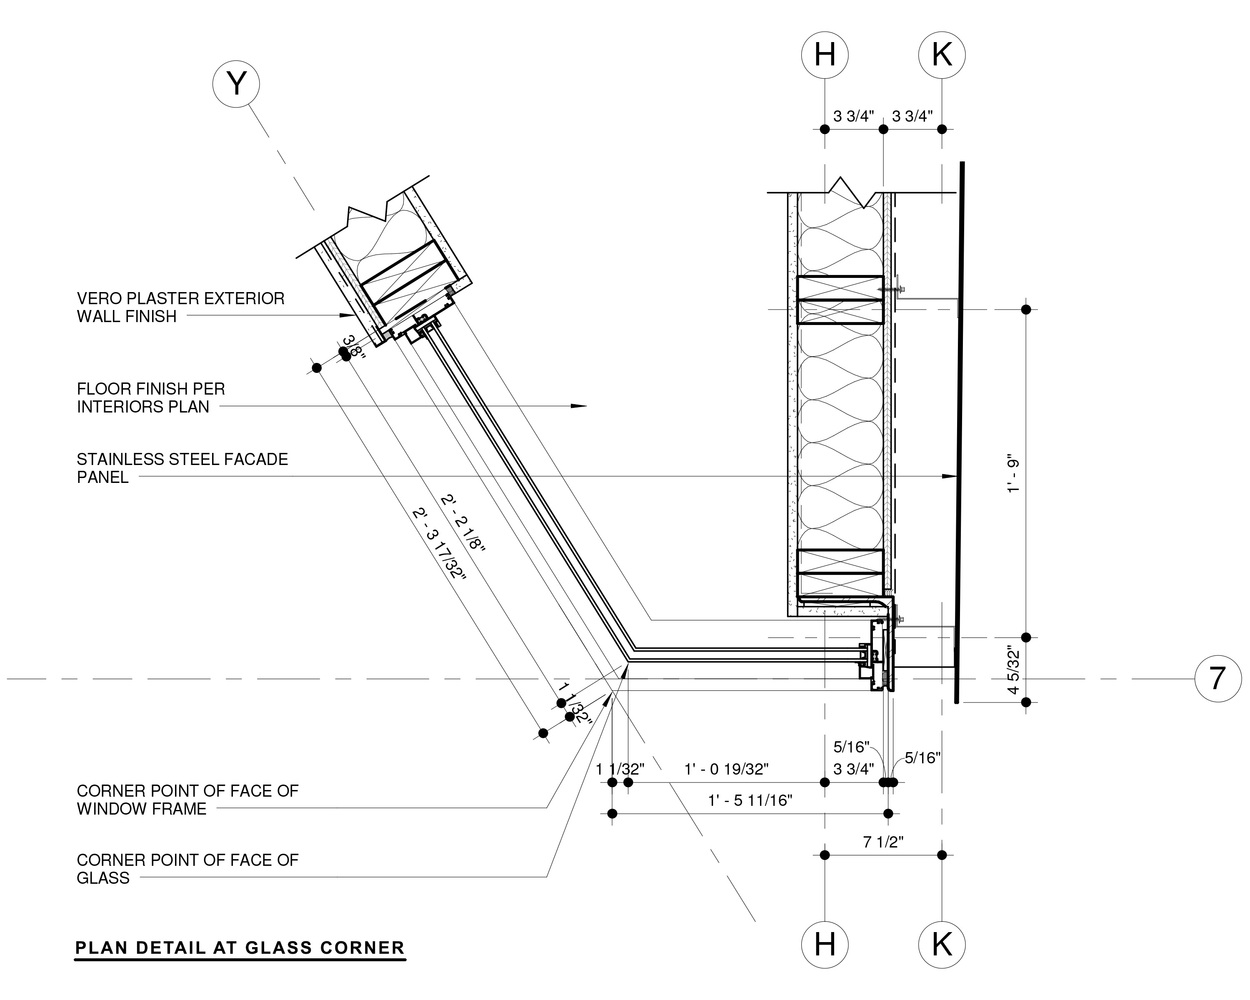 H
K
Y
3 3/4"
3 3/4"
VERO PLASTER EXTERIOR
WALL FINISH
3/8"
FLOOR FINISH PER
INTERIORS PLAN
STAINLESS STEEL FACADE
PANEL
1' - 9"
2' - 2 1/8"
2' - 3 17/32"
4 5/32"
7
1 1/32"
5/16"
5/16"
1 1/32"
1' - 0 19/32"
3 3/4"
1' - 5 11/16"
CORNER POINT OF FACE OF
WINDOW FRAME
7 1/2"
CORNER POINT OF FACE OF
GLASS
H
K
PLAN DETAIL AT GLASS CORNER